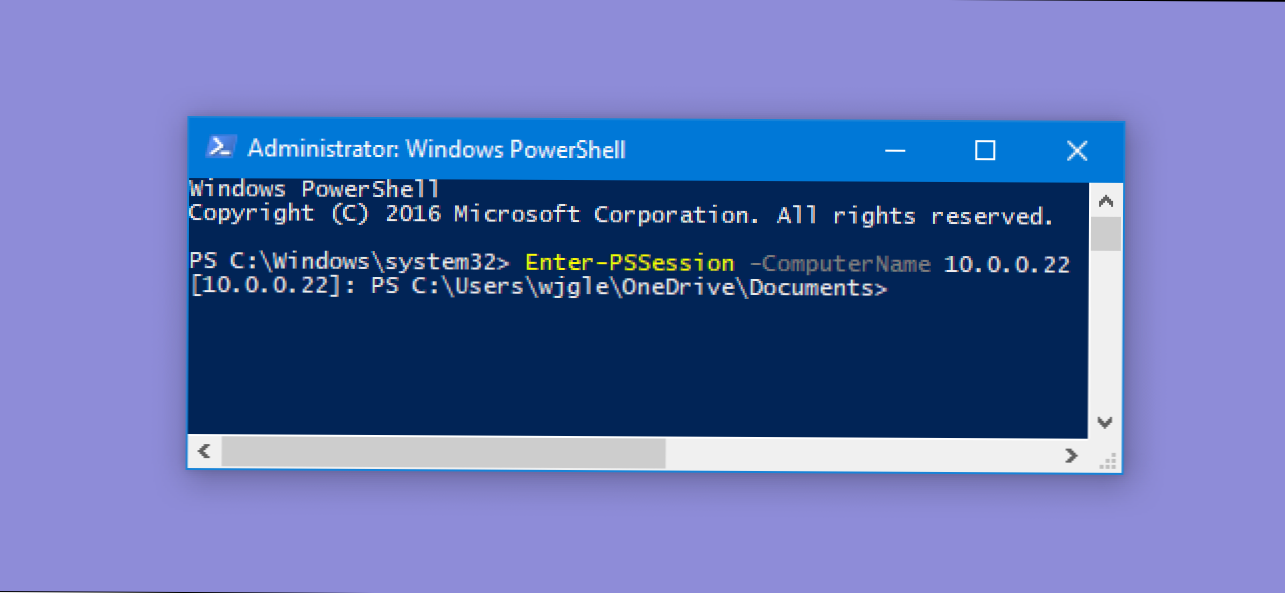 Administrator: Windows PowerShell
Windows PowerShell
Copyright (C) 2016 Microsoft Corporation. All rights reserved.
PS C:\Windows\system32> Enter-PSSession -ComputerName 10.0.0.22
[10.0.0.22]: PS C:\Users\wjgle\OneDrive\Documents>